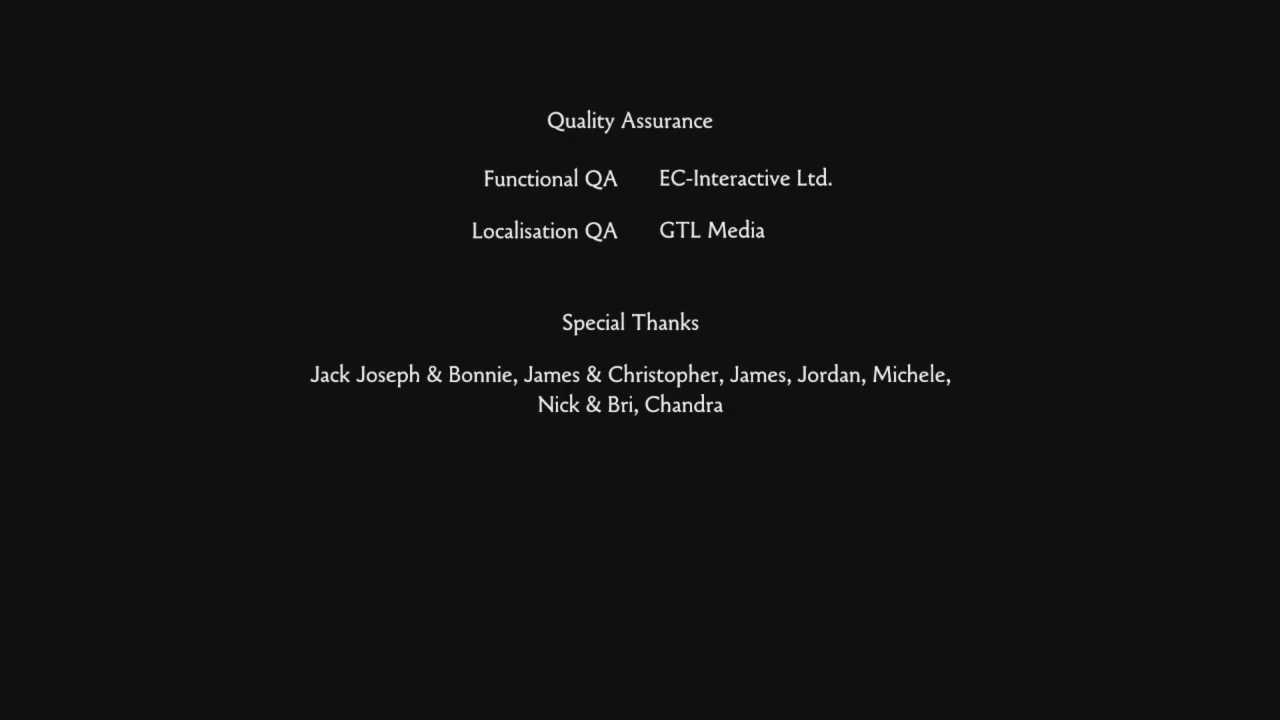 Quality Assurance
Functional QA EC-Interactive Ltd.
Localisation QA GTL Media
Special Thanks
Jack Joseph & Bonnie, James & Christopher, James, Jordan, Michele,
Nick & Bri, Chandra